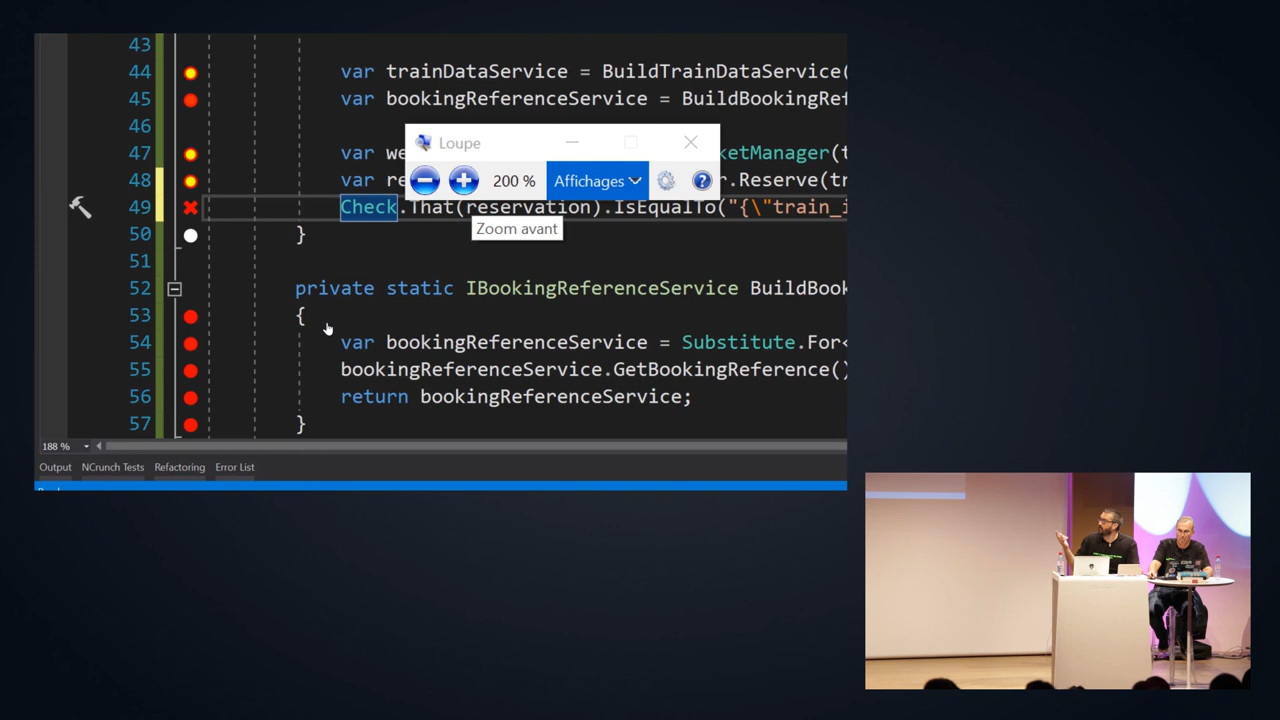 43
44 var trainDataService = BuildTrainDataService(
45 var bookingReferenceService = BuildBookingRef
46
Loupe
47 var we ketManager(t
48 var re r.Reserve(tr
200 %
Affichages
49 Check.That(reservation).IsEqualTo("{\"train_i
Zoom avant
50 }
51
52 private static IBookingReferenceService BuildBook
53 {
54 var bookingReferenceService = Substitute.For<
55 bookingReferenceService.GetBookingReference()
56 return bookingReferenceService;
57 }
188 %
Output NCrunch Tests Refactoring Error List